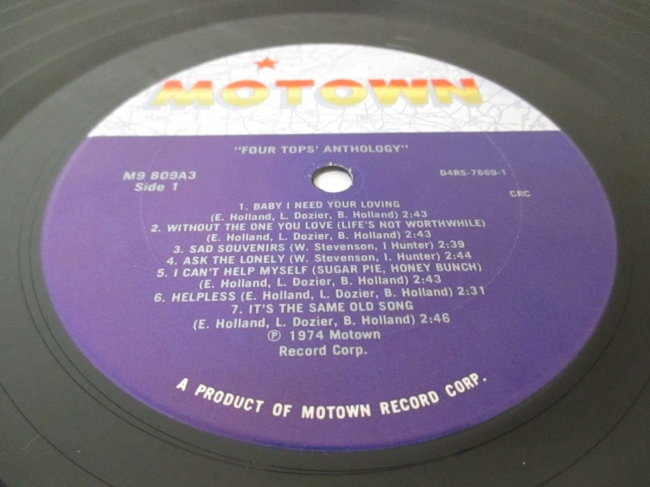 MOTOWN
"FOUR TOPS' ANTHOLOGY"
M9 809A3
Side 1
D4RS-7669-1
CRC
1. BABY I NEED YOUR LOVING
(E. Holland, L. Dozier, B. Holland) 2:43
2. WITHOUT THE ONE YOU LOVE (LIFE'S NOT WORTHWHILE)
(E. Holland, L. Dozier, B. Holland) 2:43
3. SAD SOUVENIRS (W. Stevenson, I Hunter) 2:39
4. ASK THE LONELY (W. Stevenson, I. Hunter) 2:44
5. I CAN'T HELP MYSELF (SUGAR PIE, HONEY BUNCH)
(E. Holland, L. Dozier, B. Holland) 2:43
6. HELPLESS (E. Holland, L. Dozier, B. Holland) 2:31
7. IT'S THE SAME OLD SONG
(E. Holland, L. Dozier, B. Holland) 2:46
℗ 1974 Motown
Record Corp.
A PRODUCT OF MOTOWN RECORD CORP.